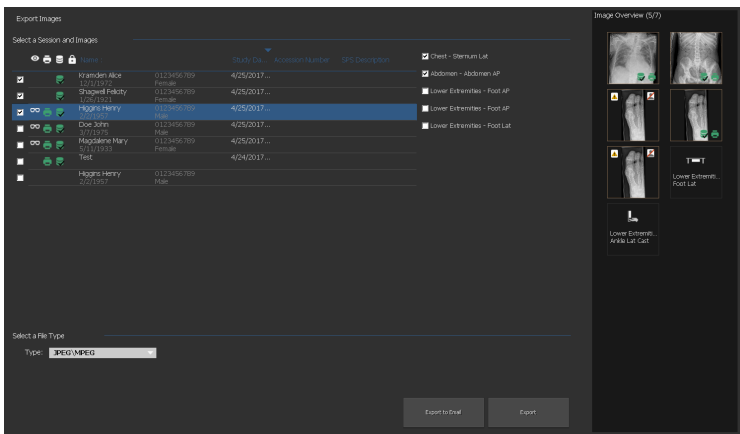 Export Images
Image Overview (5/7)
Select a Session and Images
Name
Study Da... Accession Number SPS Description
Kramden Alice 0123456789 4/25/2017...
12/1/1972 Female
Shagwell Felicity 0123456789 4/25/2017...
1/26/1921 Female
Higgins Henry 0123456789 4/25/2017...
2/2/1957 Male
Doe John 0123456789 4/25/2017...
3/7/1975 Male
Magdalene Mary 0123456789 4/25/2017...
5/11/1933 Female
Test 4/24/2017...
Higgins Henry 0123456789
2/2/1957 Male
Chest - Sternum Lat
Abdomen - Abdomen AP
Lower Extremities - Foot AP
Lower Extremities - Foot AP
Lower Extremities - Foot Lat
Lower Extremiti...
Foot Lat
Lower Extremiti...
Ankle Lat Cast
Select a File Type
Type: JPEG\MPEG
Export to Email
Export